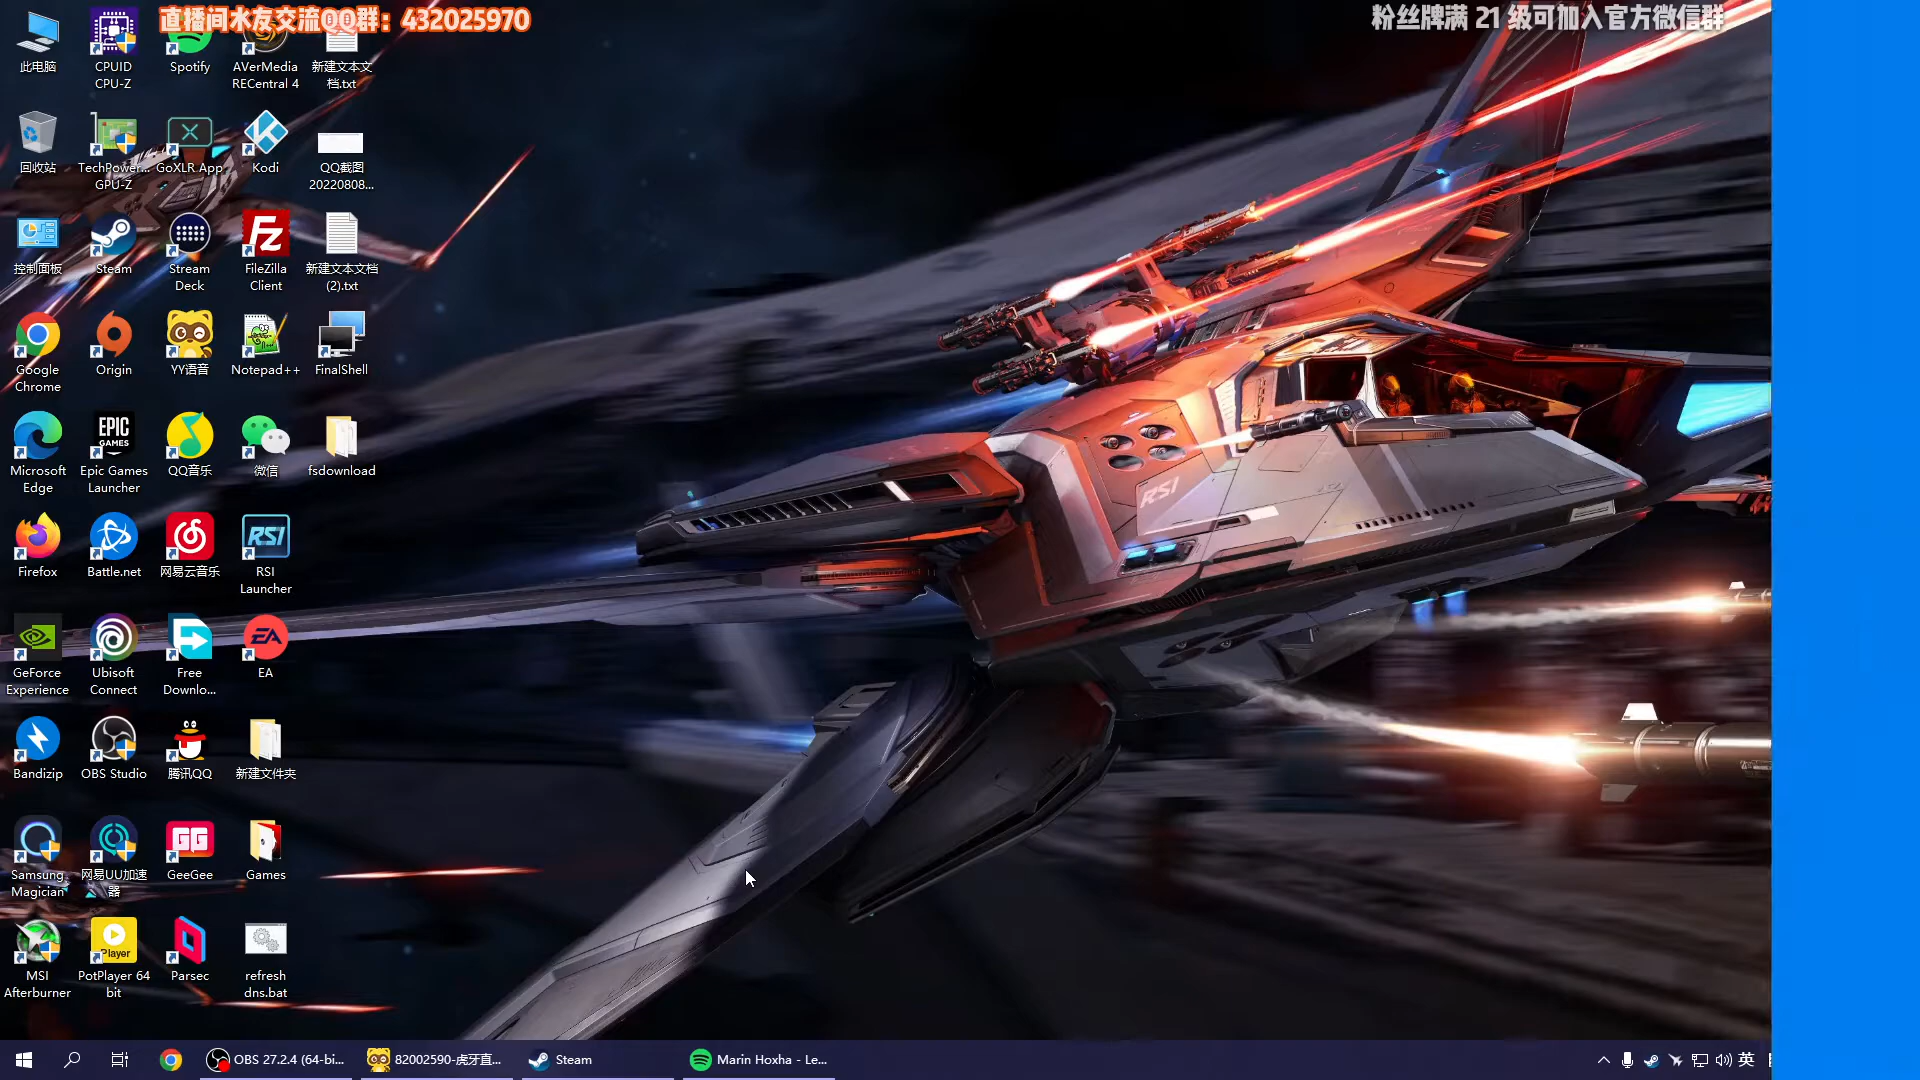 直播间水友交流QQ群：432025970
粉丝牌满 21 级可加入官方微信群
此电脑
CPUID
CPU-Z
Spotify
AVerMedia
RECentral 4
新建文本文
档.txt
回收站
TechPower...
GPU-Z
GoXLR App
Kodi
QQ截图
20220808...
控制面板
Steam
Stream
Deck
FileZilla
Client
新建文本文档
(2).txt
Google
Chrome
Origin
YY语音
Notepad++
FinalShell
Microsoft
Edge
EPIC
GAMES
Epic Games
Launcher
QQ音乐
微信
fsdownload
Firefox
Battle.net
网易云音乐
RSI
RSI
Launcher
GeForce
Experience
Ubisoft
Connect
Free
Downlo...
EA
EA
Bandizip
OBS Studio
腾讯QQ
新建文件夹
Samsung
Magician
网易UU加速
器
GG
GeeGee
Games
MSI
Afterburner
Player
PotPlayer 64
bit
Parsec
refresh
dns.bat
RSI
OBS 27.2.4 (64-bi...
82002590-虎牙直...
Steam
Marin Hoxha - Le...
英